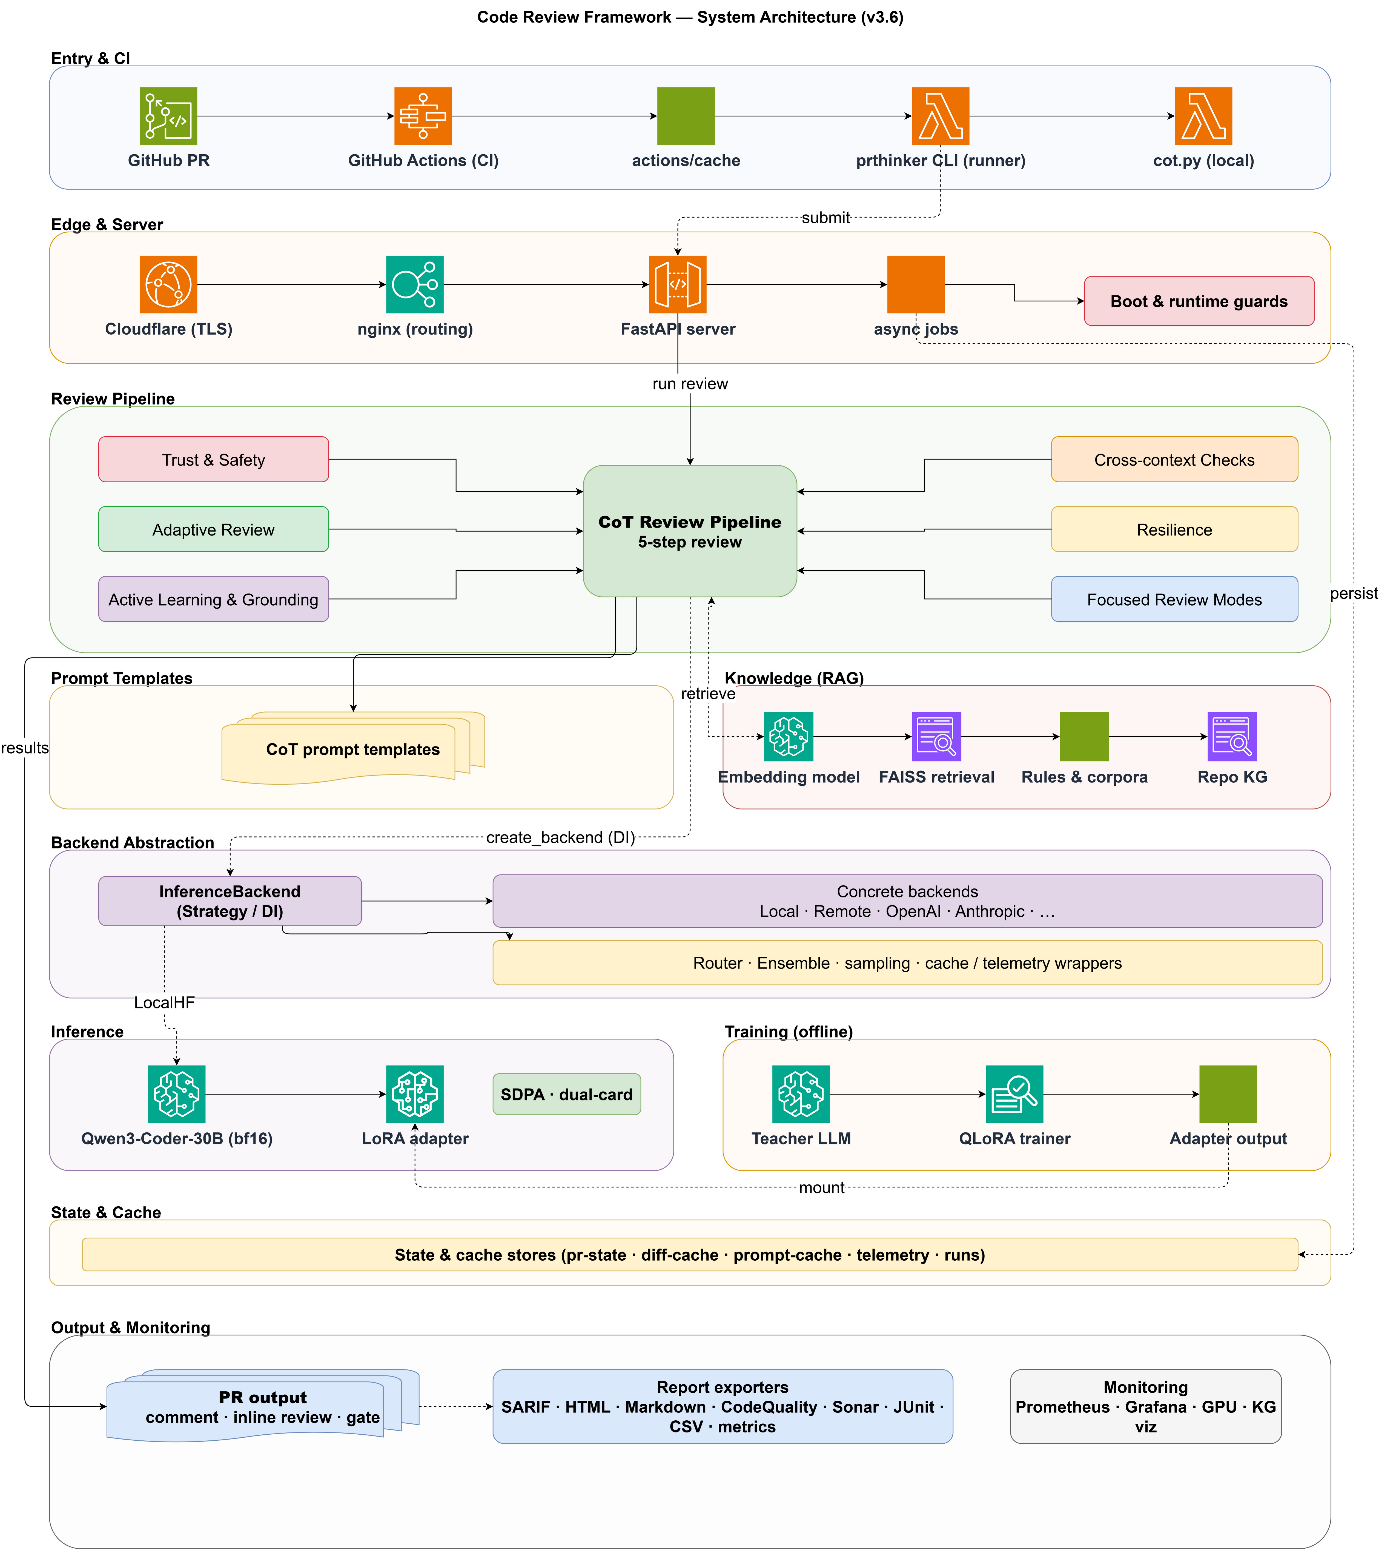 Code Review Framework — System Architecture (v3.6)
Entry & CI
GitHub PR
GitHub Actions (CI)
actions/cache
prthinker CLI (runner)
cot.py (local)
submit
Edge & Server
Cloudflare (TLS)
nginx (routing)
FastAPI server
async jobs
Boot & runtime guards
run review
Review Pipeline
Trust & Safety
Adaptive Review
Active Learning & Grounding
CoT Review Pipeline
5-step review
Cross-context Checks
Resilience
Focused Review Modes
persist
results
retrieve
Prompt Templates
CoT prompt templates
Knowledge (RAG)
Embedding model
FAISS retrieval
Rules & corpora
Repo KG
create_backend (DI)
Backend Abstraction
InferenceBackend
(Strategy / DI)
Concrete backends
Local · Remote · OpenAI · Anthropic · …
Router · Ensemble · sampling · cache / telemetry wrappers
LocalHF
Inference
Qwen3-Coder-30B (bf16)
LoRA adapter
SDPA · dual-card
Training (offline)
Teacher LLM
QLoRA trainer
Adapter output
mount
State & Cache
State & cache stores (pr-state · diff-cache · prompt-cache · telemetry · runs)
Output & Monitoring
PR output
comment · inline review · gate
Report exporters
SARIF · HTML · Markdown · CodeQuality · Sonar · JUnit ·
CSV · metrics
Monitoring
Prometheus · Grafana · GPU · KG
viz